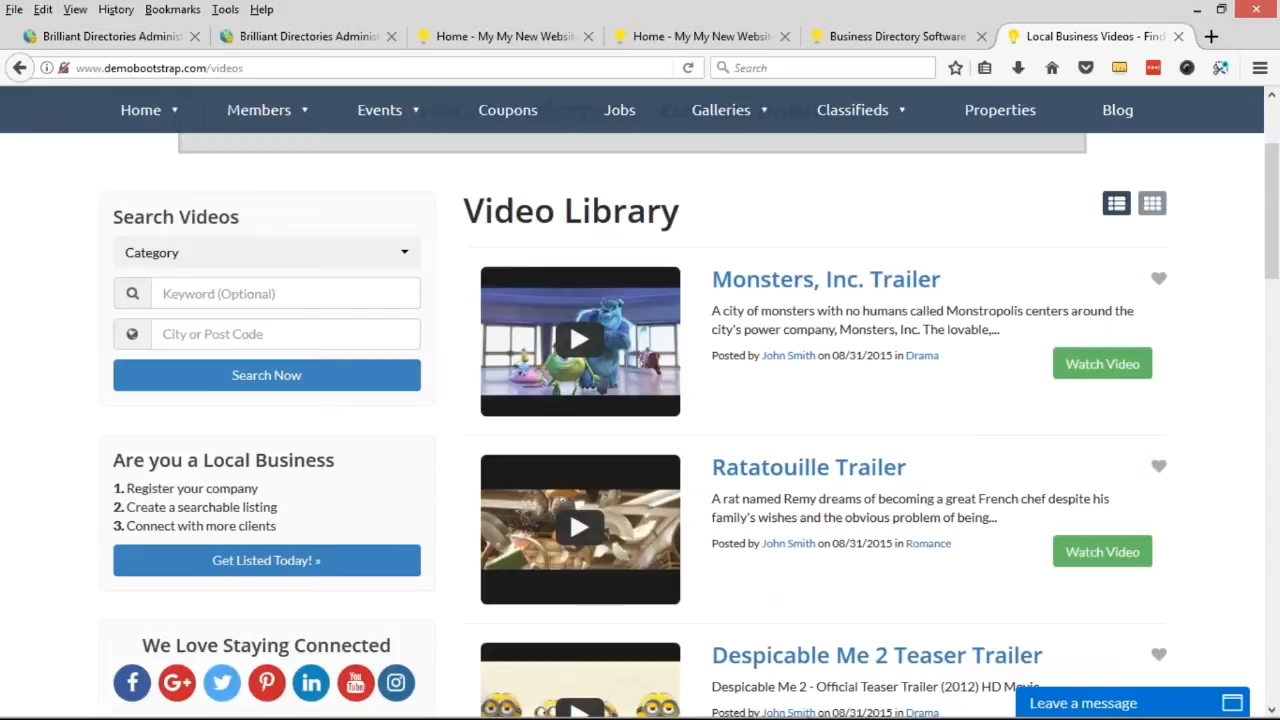 File Edit View History Bookmarks Tools Help
Brilliant Directories Administ
Brilliant Directories Administ
Home - My My New Websit
Home - My My New Websit
Business Directory Software
Local Business Videos - Find
www.demobootstrap.com/videos
Search
Home Members Events Coupons Jobs Galleries Classifieds Properties Blog
Search Videos
Category
Keyword (Optional)
City or Post Code
Search Now
Are you a Local Business
1. Register your company
2. Create a searchable listing
3. Connect with more clients
Get Listed Today! »
We Love Staying Connected
Video Library
Monsters, Inc. Trailer
A city of monsters with no humans called Monstropolis centers around the
city's power company, Monsters, Inc. The lovable,...
Posted by John Smith on 08/31/2015 in Drama
Watch Video
Ratatouille Trailer
A rat named Remy dreams of becoming a great French chef despite his
family's wishes and the obvious problem of being...
Posted by John Smith on 08/31/2015 in Romance
Watch Video
Despicable Me 2 Teaser Trailer
Despicable Me 2 - Official Teaser Trailer (2012) HD Movie
Posted by John Smith on 08/31/2015 in Drama
Leave a message